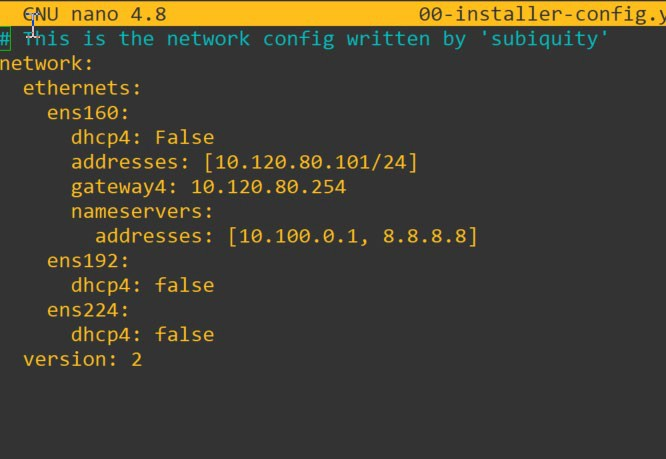 GNU nano 4.8 00-installer-config.y
# This is the network config written by 'subiquity'
network:
  ethernets:
    ens160:
      dhcp4: False
      addresses: [10.120.80.101/24]
      gateway4: 10.120.80.254
      nameservers:
        addresses: [10.100.0.1, 8.8.8.8]
    ens192:
      dhcp4: false
    ens224:
      dhcp4: false
  version: 2